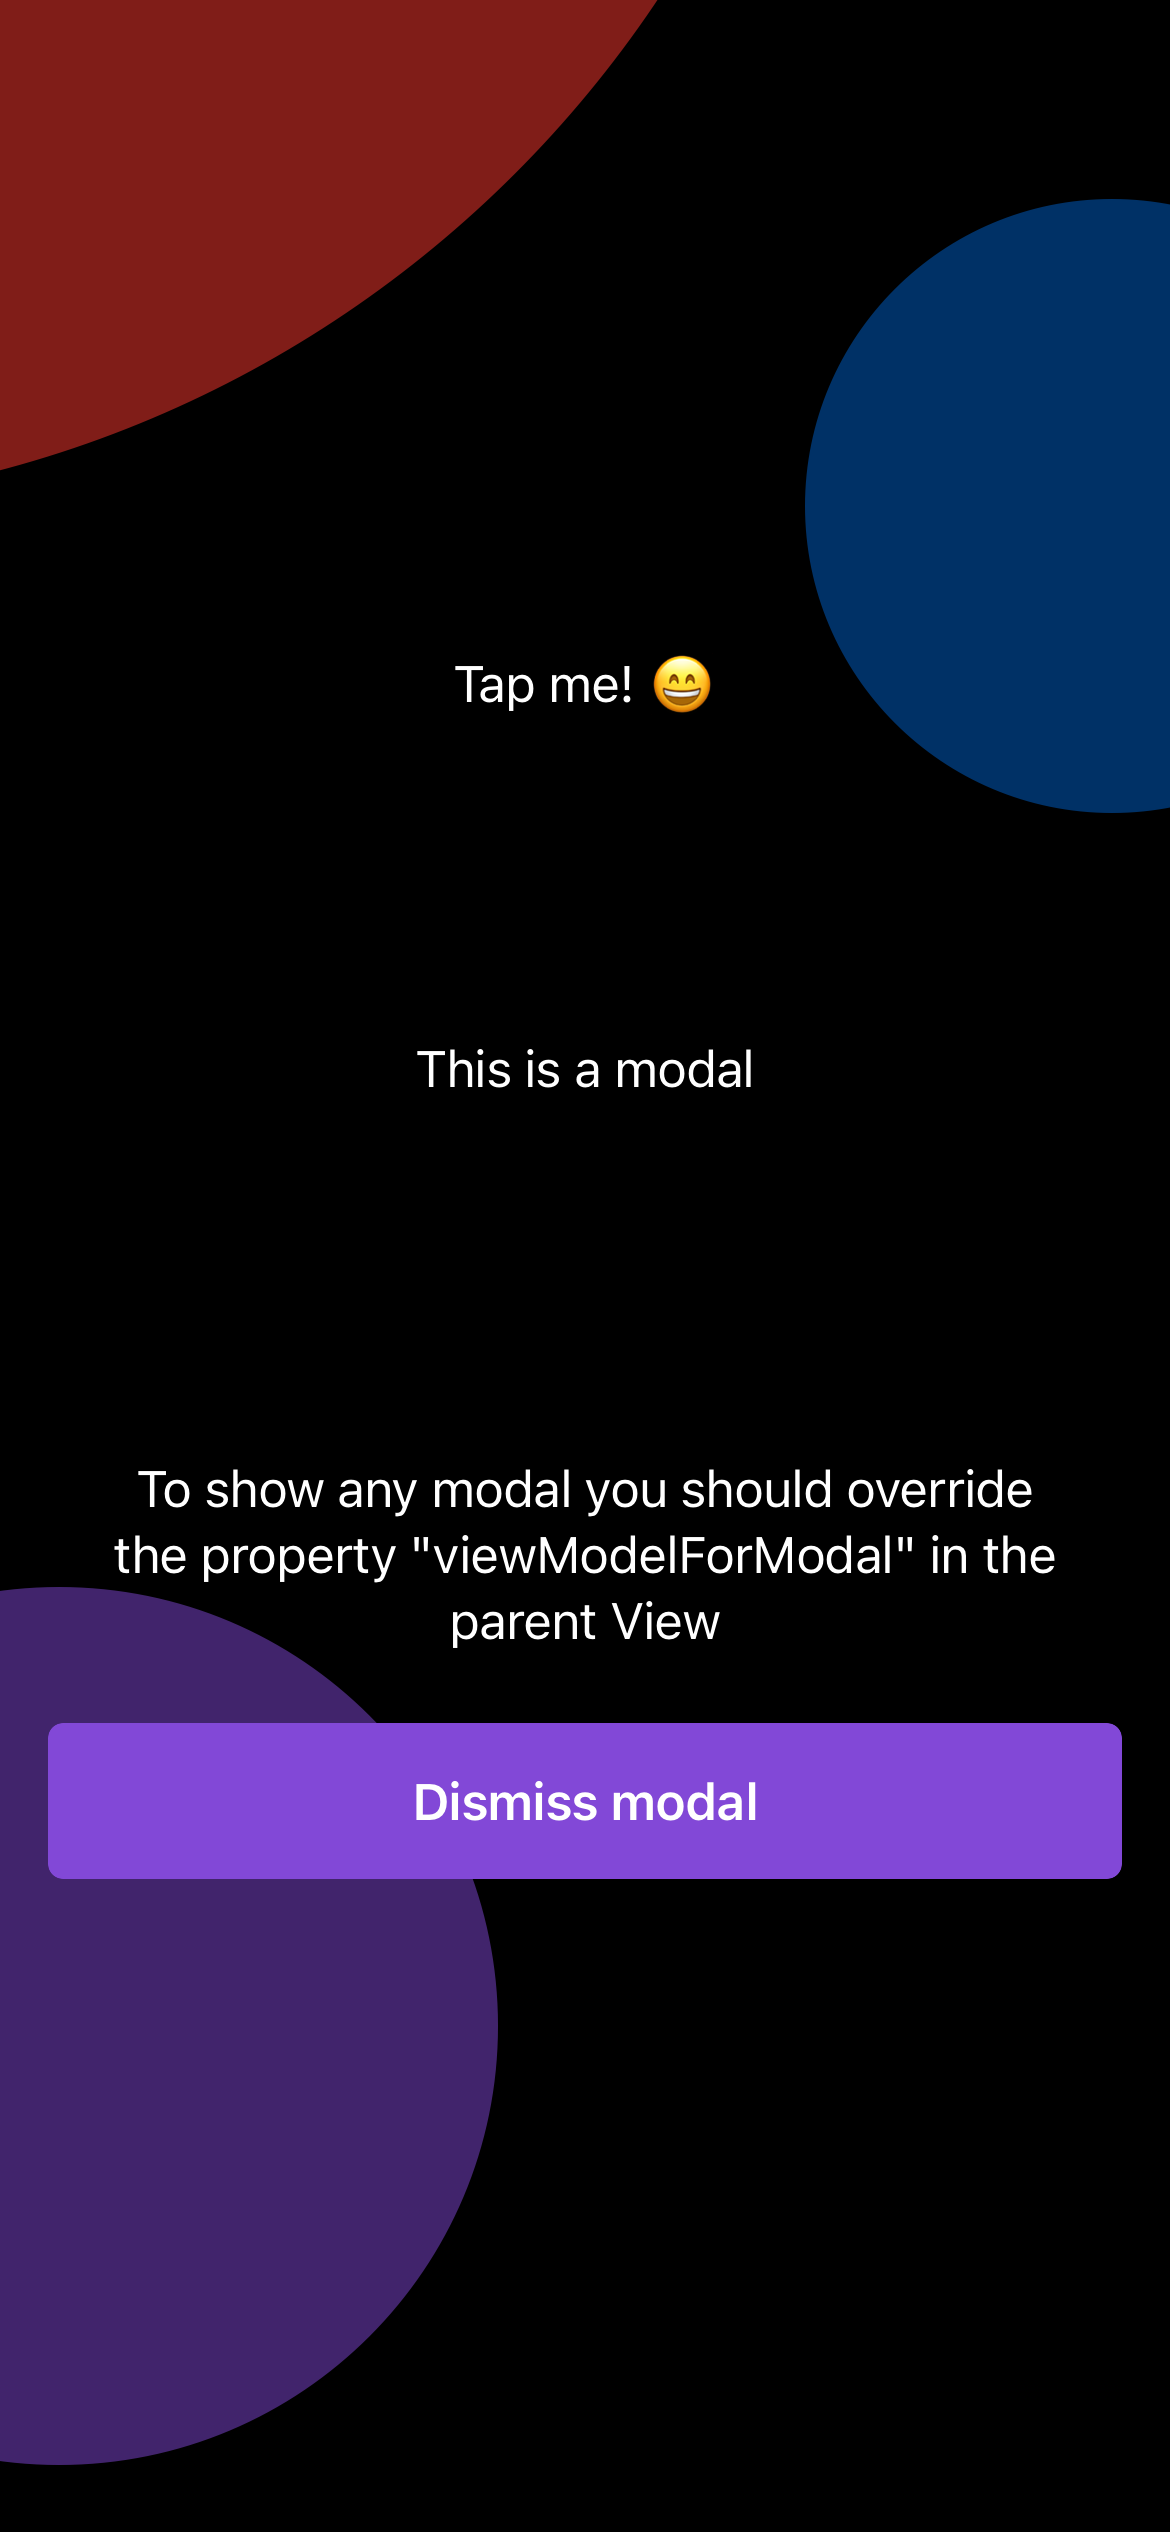 Tap me! 😄
This is a modal
To show any modal you should override
the property "viewModelForModal" in the
parent View
Dismiss modal